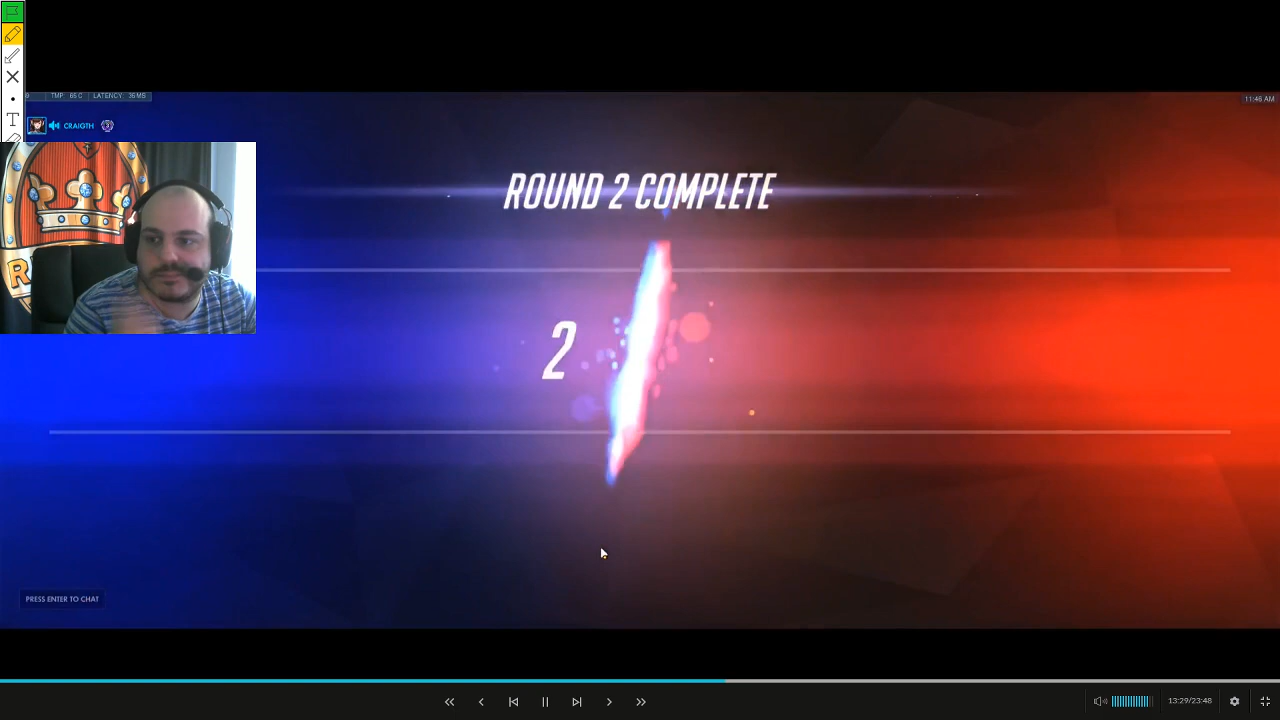 TMP: 86 C LATENCY: 36 MS
11:46 AM
CRAIGTH
ROUND 2 COMPLETE
R
2
PRESS ENTER TO CHAT
13:29/23:48